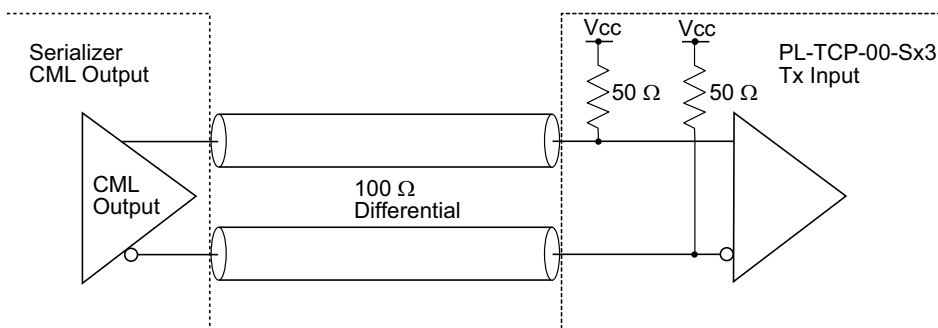 Serializer
CML Output
Vcc
Vcc
PL-TCP-00-Sx3
Tx Input
50 Ω
50 Ω
CML
Output
100 Ω
Differential